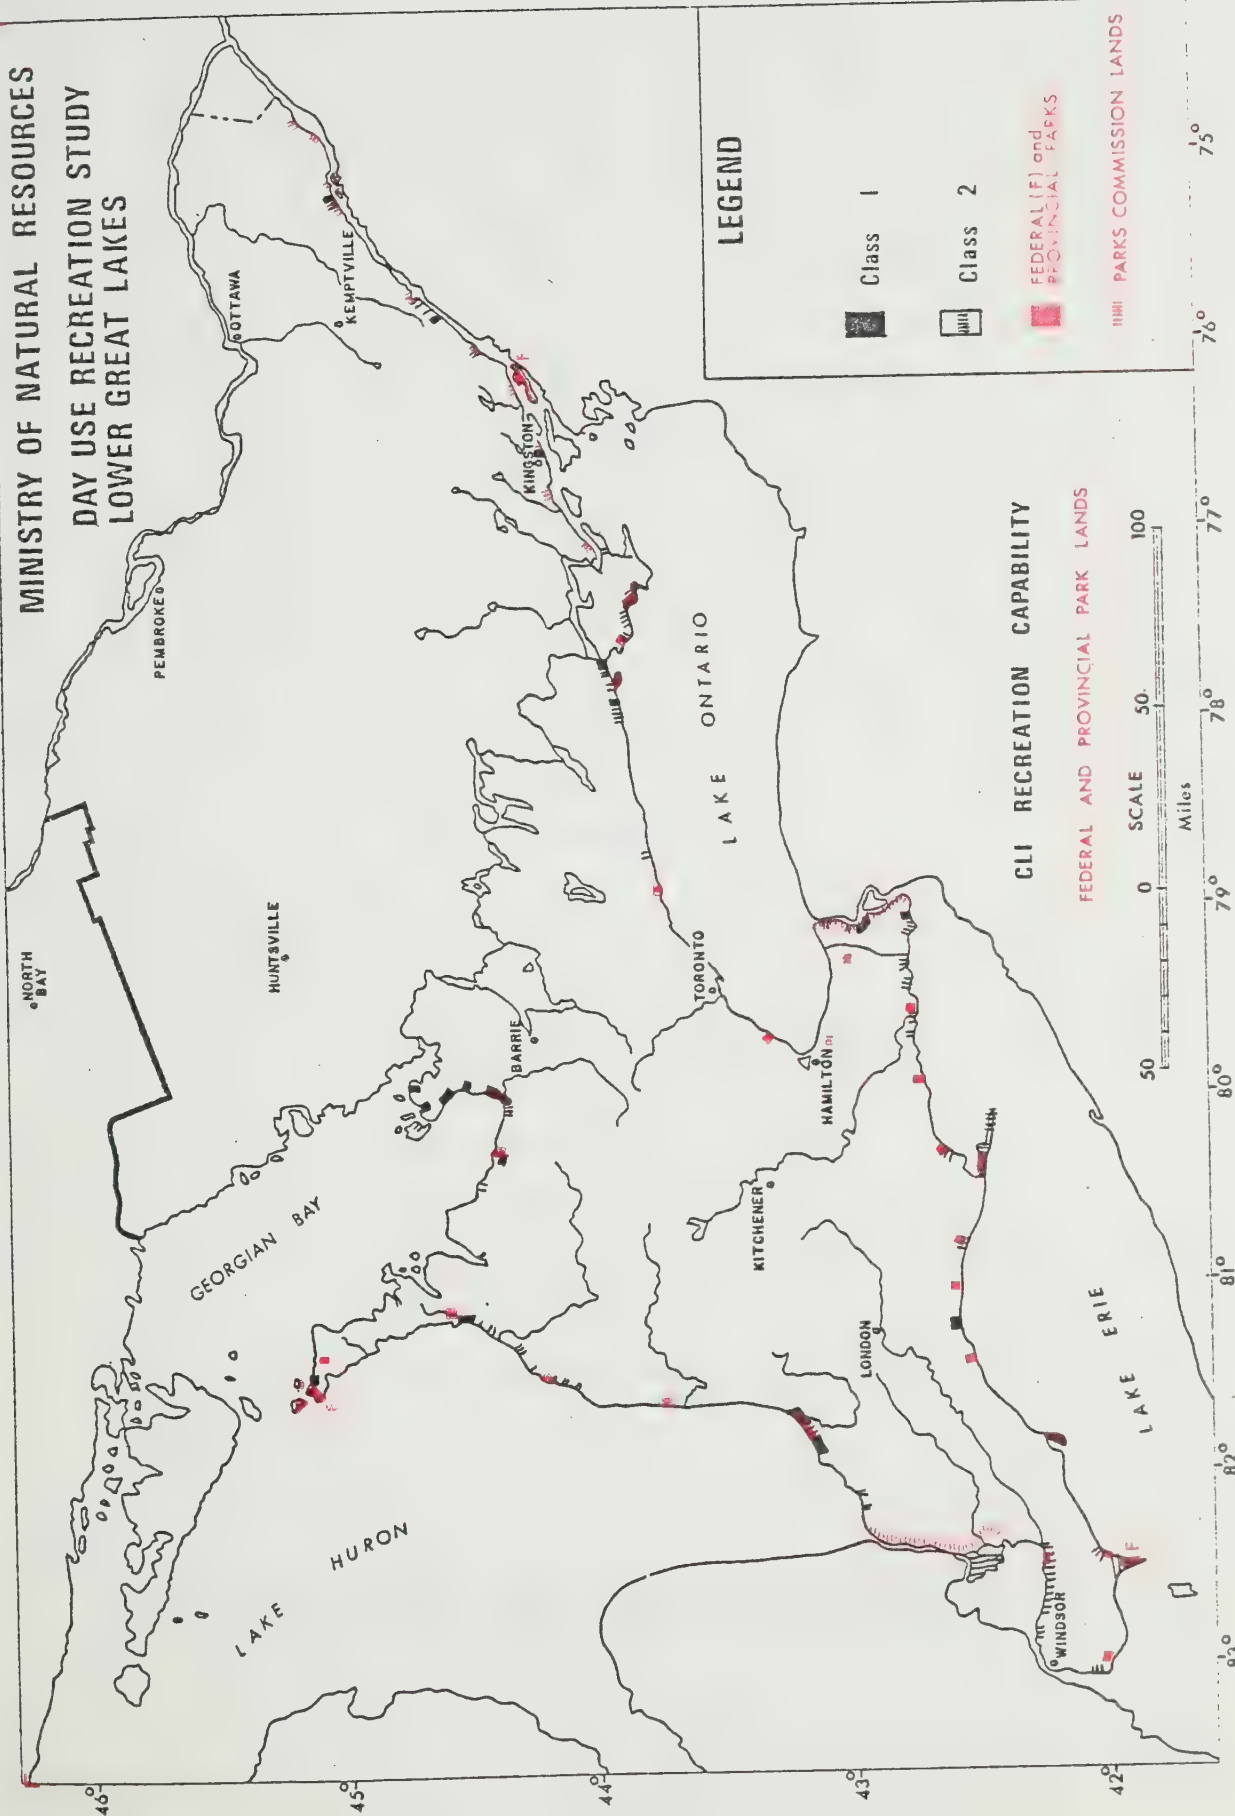 MINISTRY OF NATURAL RESOURCES
DAY USE RECREATION STUDY
LOWER GREAT LAKES
NORTH
BAY
PEMBROKE
HUNTSVILLE
OTTAWA
KEMPTVILLE
KINGSTON
F
BARRIE
GEORGIAN BAY
TORONTO
LAKE ONTARIO
HAMILTON
KITCHENER
LONDON
LAKE HURON
LAKE ERIE
WINDSOR
F
LEGEND
Class 1
Class 2
FEDERAL (F) and
PROVINCIAL PARKS
PARKS COMMISSION LANDS
CLI RECREATION CAPABILITY
FEDERAL AND PROVINCIAL PARK LANDS
SCALE
50 0 50 100
Miles
46°
45°
44°
43°
42°
83° 82° 81° 80° 79° 78° 77° 76° 75°